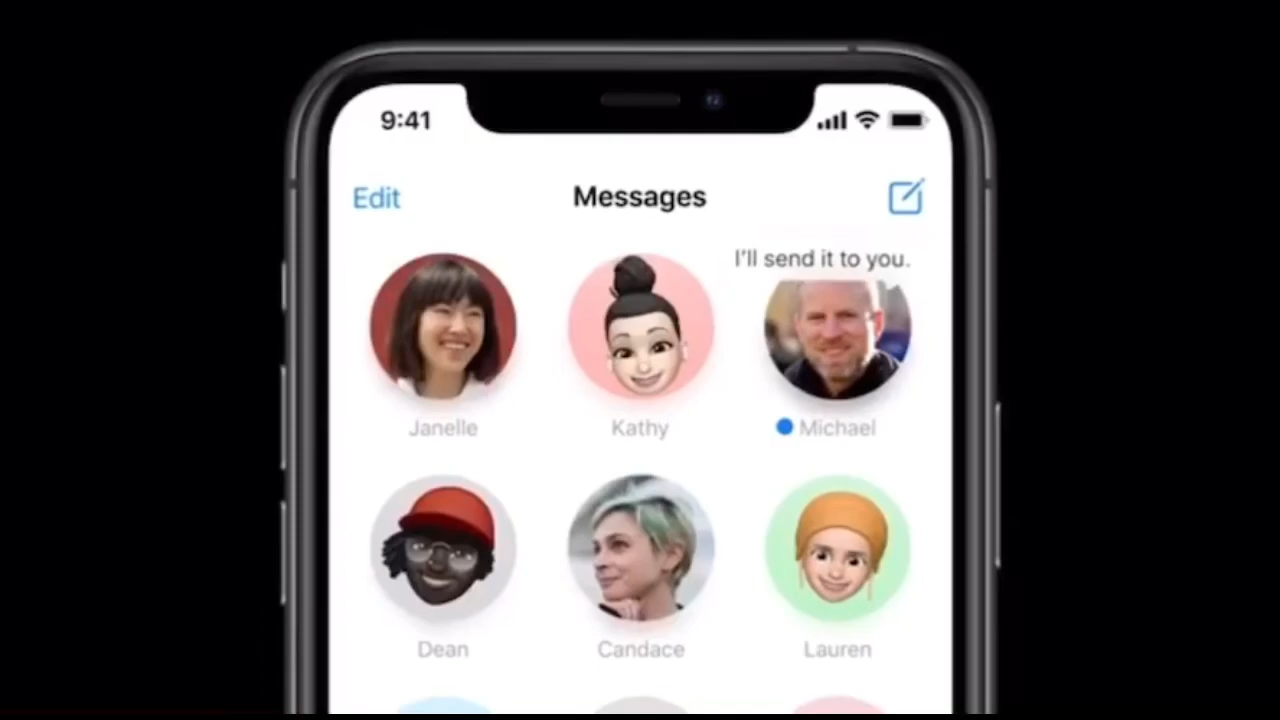 9:41
Edit
Messages
I'll send it to you.
Janelle
Kathy
Michael
Dean
Candace
Lauren